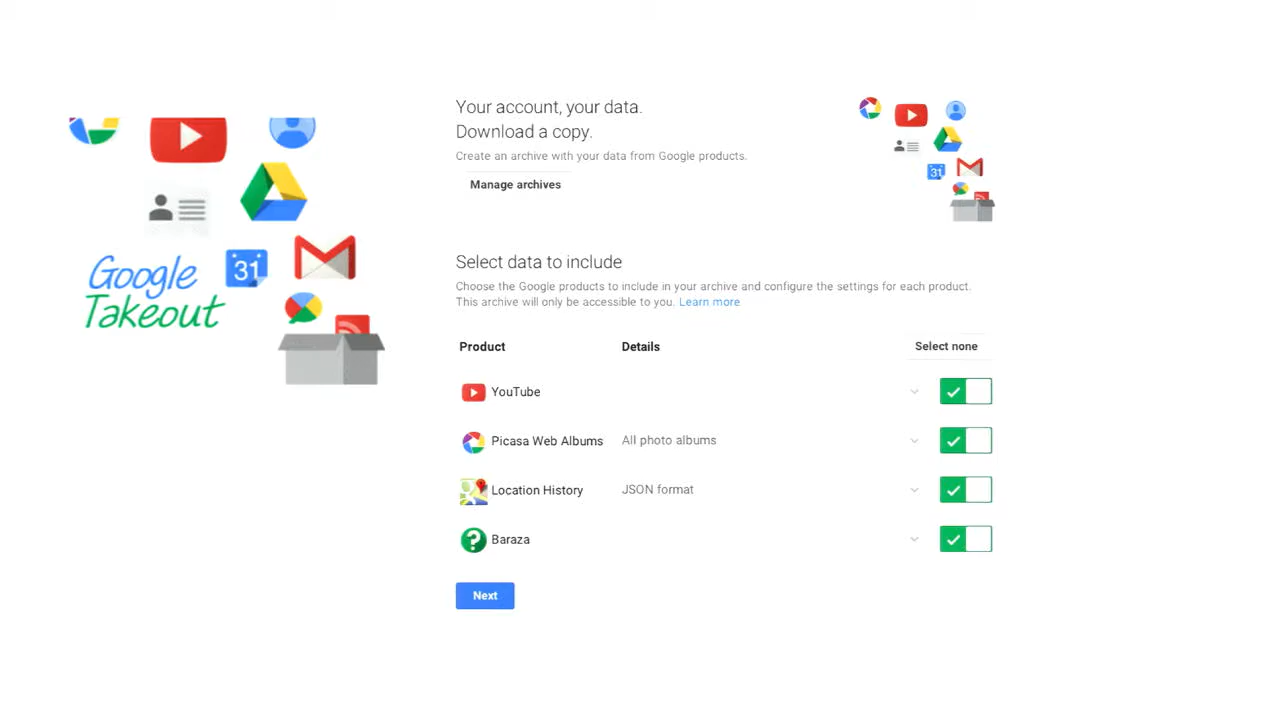 Your account, your data.
Download a copy.
Create an archive with your data from Google products.
Manage archives
31
Google
Takeout
31
Select data to include
Choose the Google products to include in your archive and configure the settings for each product.
This archive will only be accessible to you. Learn more
Product Details Select none
YouTube
Picasa Web Albums All photo albums
Location History JSON format
Baraza
Next